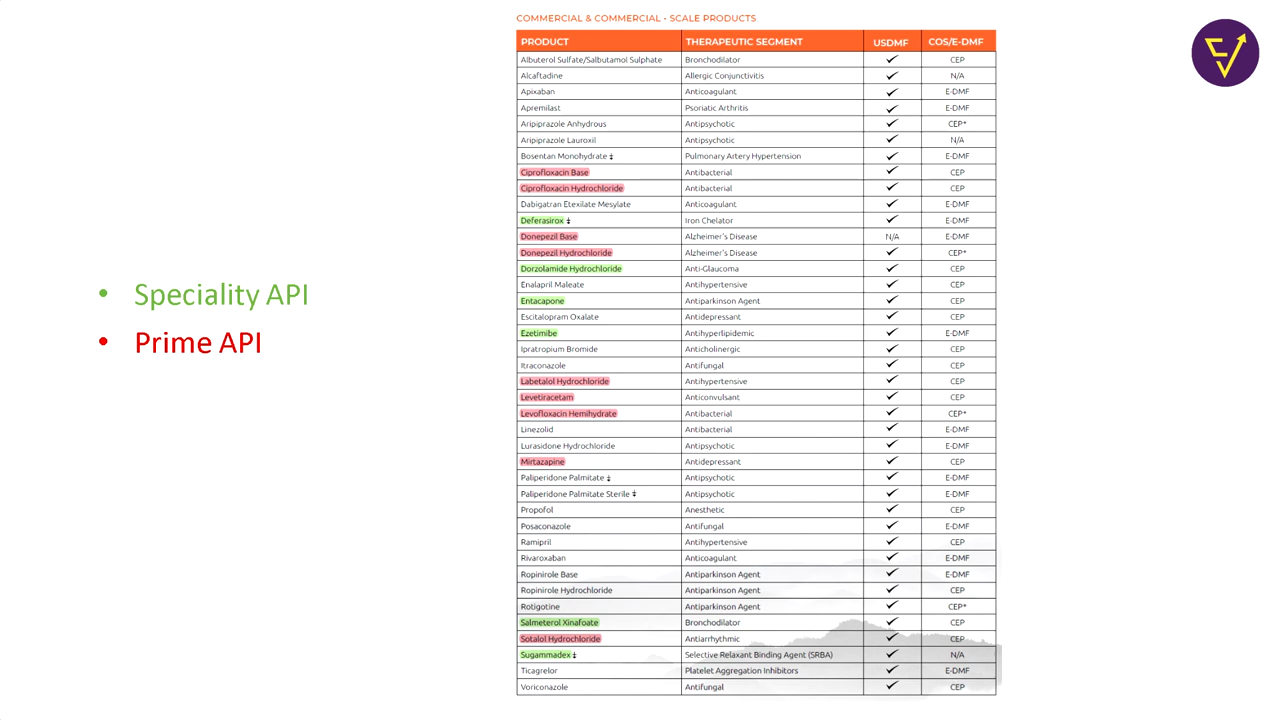 COMMERCIAL & COMMERCIAL - SCALE PRODUCTS
PRODUCT THERAPEUTIC SEGMENT USDMF COS/E-DMF
Albuterol Sulfate/Salbutamol Sulphate Bronchodilator ✓ CEP
Alcaftadine Allergic Conjunctivitis ✓ N/A
Apixaban Anticoagulant ✓ E-DMF
Apremilast Psoriatic Arthritis ✓ E-DMF
Aripiprazole Anhydrous Antipsychotic ✓ CEP*
Aripiprazole Lauroxil Antipsychotic ✓ N/A
Bosentan Monohydrate ‡ Pulmonary Artery Hypertension ✓ E-DMF
Ciprofloxacin Base Antibacterial ✓ CEP
Ciprofloxacin Hydrochloride Antibacterial ✓ CEP
Dabigatran Etexilate Mesylate Anticoagulant ✓ E-DMF
Deferasirox ‡ Iron Chelator ✓ E-DMF
Donepezil Base Alzheimer's Disease N/A E-DMF
Donepezil Hydrochloride Alzheimer's Disease ✓ CEP*
Dorzolamide Hydrochloride Anti-Glaucoma ✓ CEP
Enalapril Maleate Antihypertensive ✓ CEP
Entacapone Antiparkinson Agent ✓ CEP
Escitalopram Oxalate Antidepressant ✓ CEP
Ezetimibe Antihyperlipidemic ✓ E-DMF
Ipratropium Bromide Anticholinergic ✓ CEP
Itraconazole Antifungal ✓ CEP
Labetalol Hydrochloride Antihypertensive ✓ CEP
Levetiracetam Anticonvulsant ✓ CEP
Levofloxacin Hemihydrate Antibacterial ✓ CEP*
Linezolid Antibacterial ✓ E-DMF
Lurasidone Hydrochloride Antipsychotic ✓ E-DMF
Mirtazapine Antidepressant ✓ CEP
Paliperidone Palmitate ‡ Antipsychotic ✓ E-DMF
Paliperidone Palmitate Sterile ‡ Antipsychotic ✓ E-DMF
Propofol Anesthetic ✓ CEP
Posaconazole Antifungal ✓ E-DMF
Ramipril Antihypertensive ✓ CEP
Rivaroxaban Anticoagulant ✓ E-DMF
Ropinirole Base Antiparkinson Agent ✓ E-DMF
Ropinirole Hydrochloride Antiparkinson Agent ✓ CEP
Rotigotine Antiparkinson Agent ✓ CEP*
Salmeterol Xinafoate Bronchodilator ✓ CEP
Sotalol Hydrochloride Antiarrhythmic ✓ CEP
Sugammadex ‡ Selective Relaxant Binding Agent (SRBA) ✓ N/A
Ticagrelor Platelet Aggregation Inhibitors ✓ E-DMF
Voriconazole Antifungal ✓ CEP
• Speciality API
• Prime API